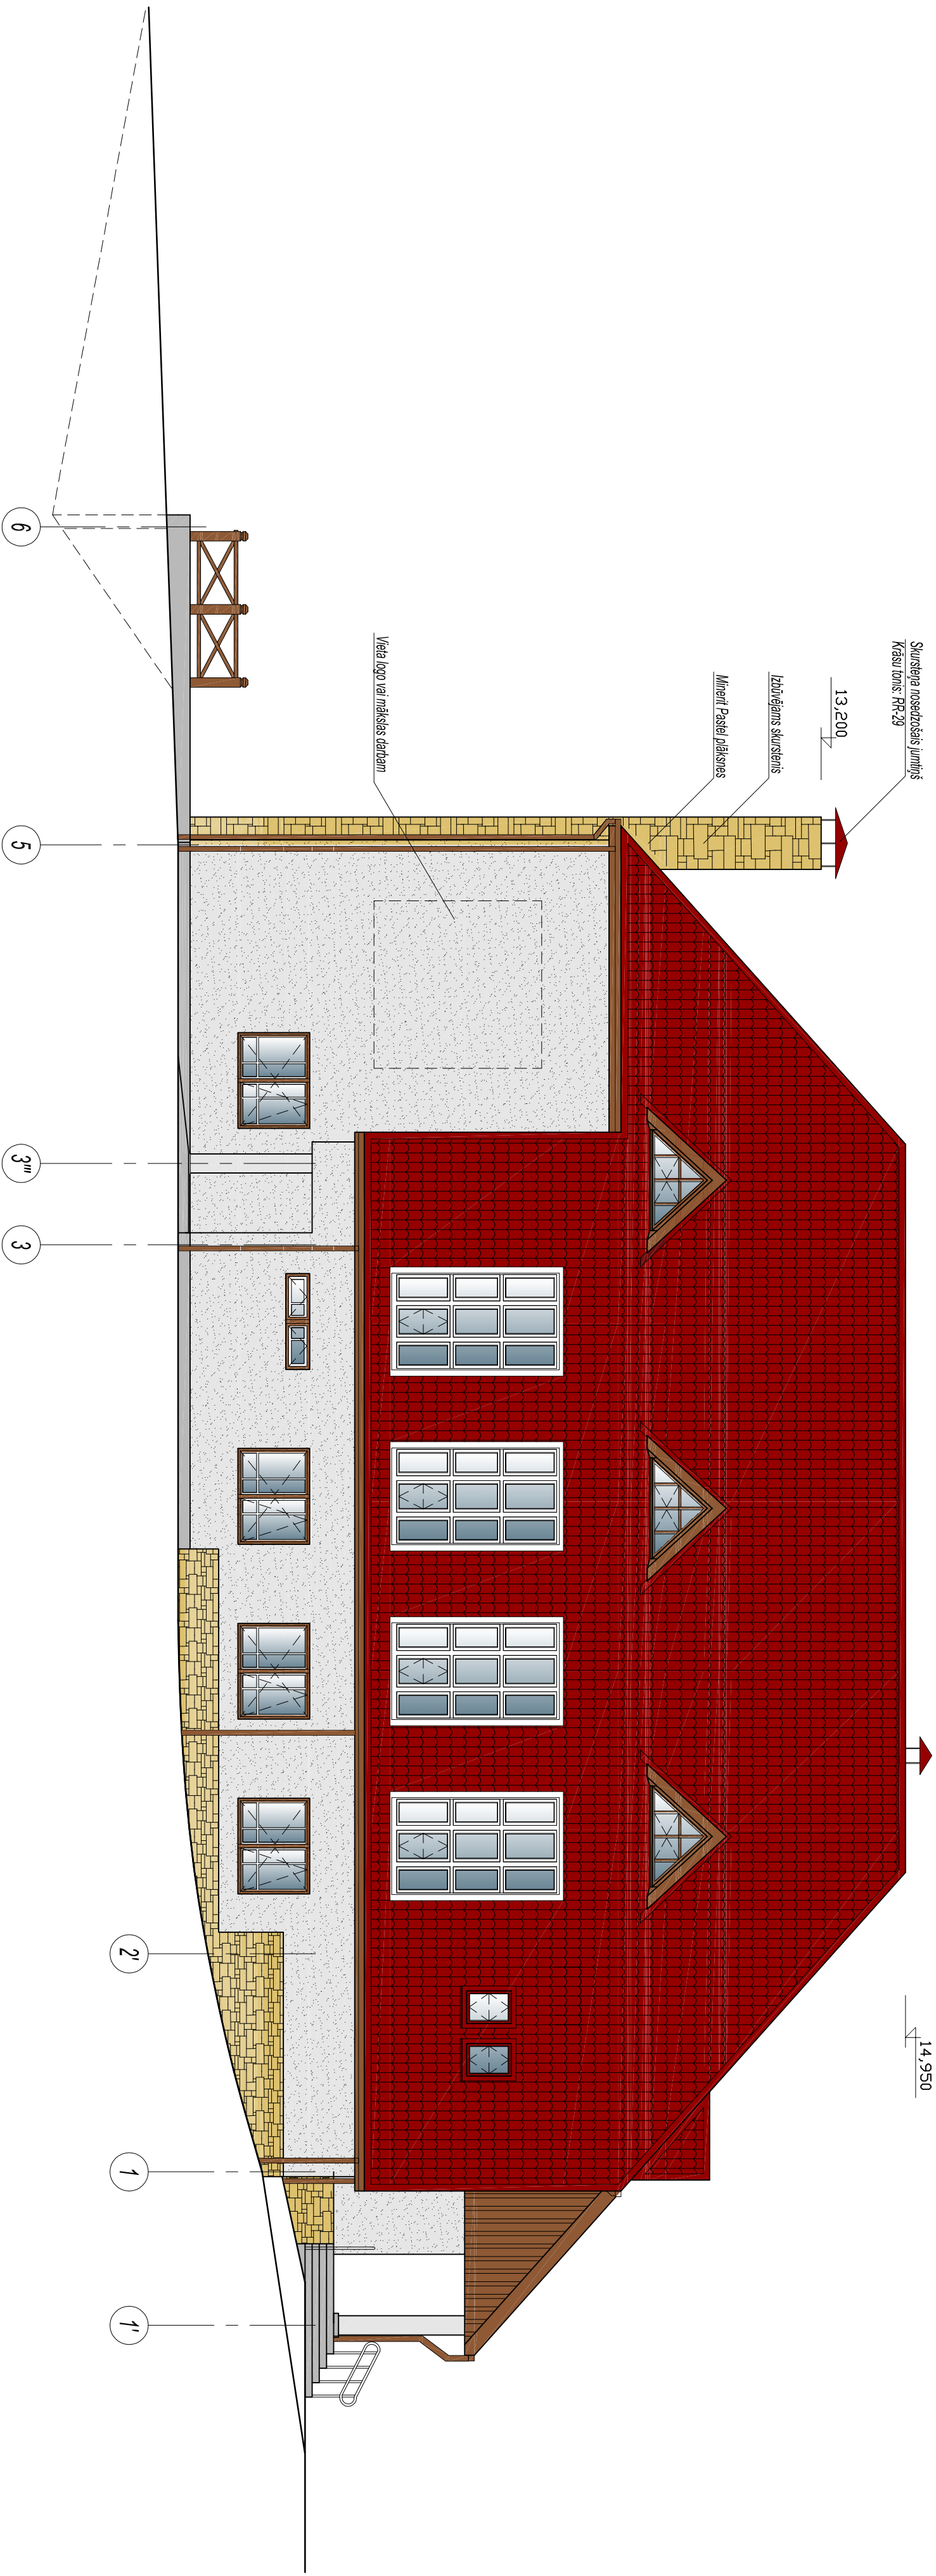 Skursteņa nosedzošais jumtiņš
Krāsu tonis: RR-29
13,200
Izbūvējams skurstenis
Minerit Pastel plāksnes
Vieta logo vai mākslas darbam
14,950
6
5
3'''
3
2'
1
1'